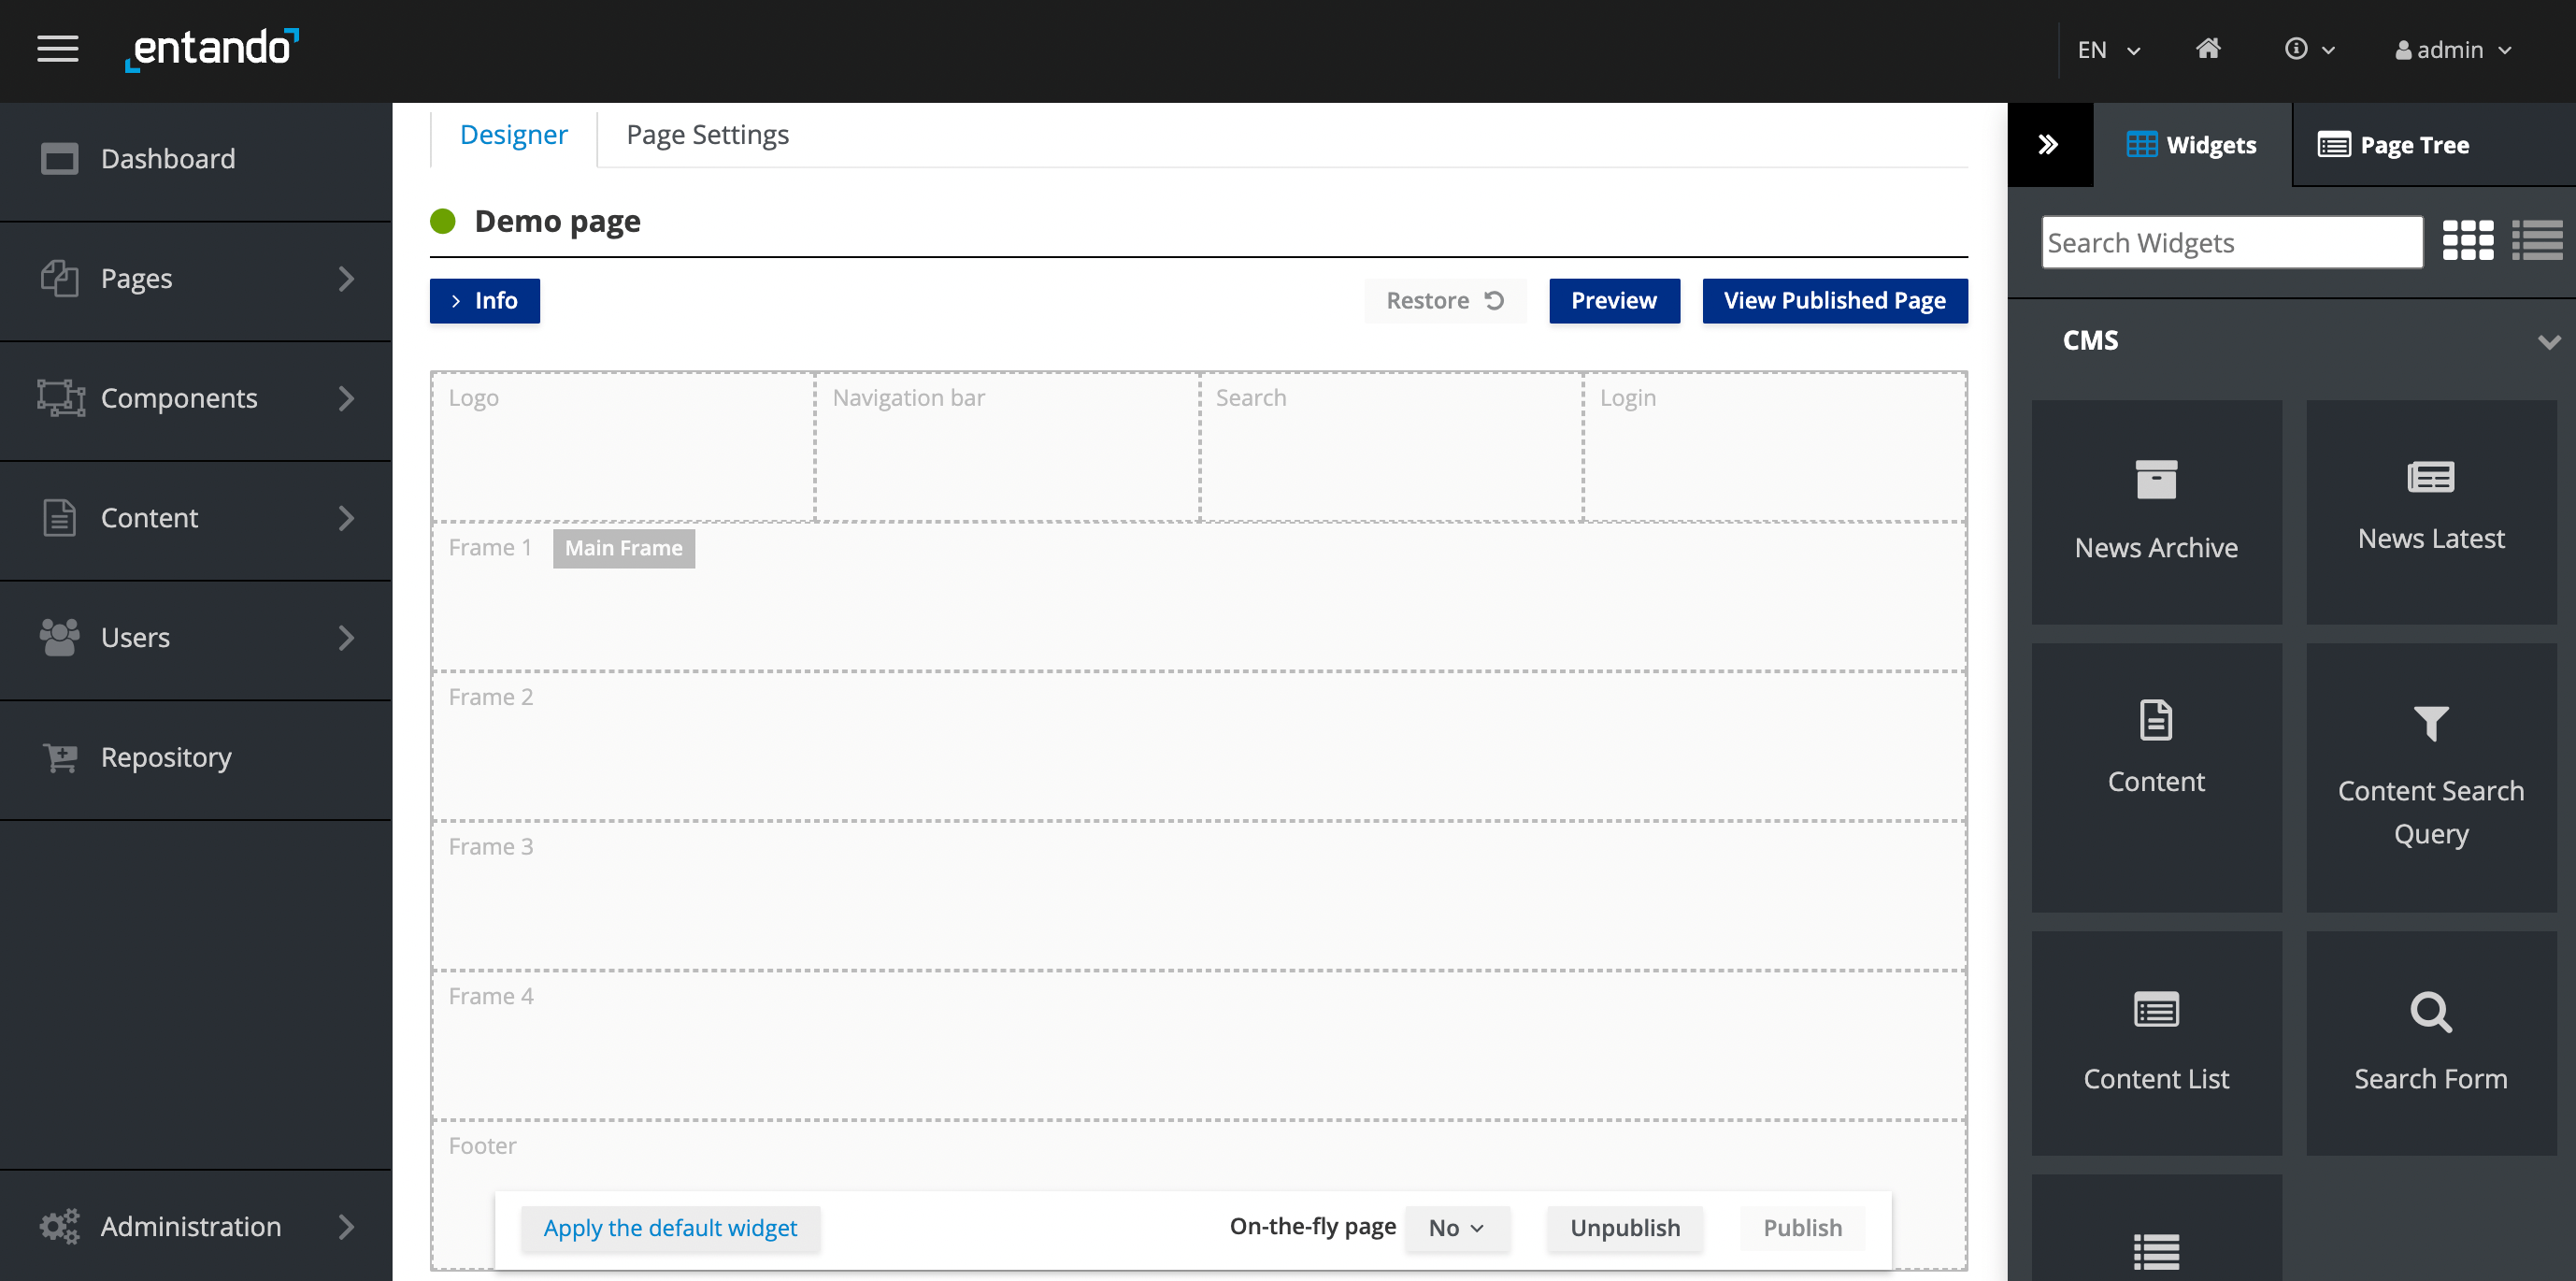 entando
EN
admin
Dashboard
Pages
Components
Content
Users
Repository
Administration
Designer
Page Settings
Demo page
Info
Restore
Preview
View Published Page
Logo
Navigation bar
Search
Login
Frame 1
Main Frame
Frame 2
Frame 3
Frame 4
Footer
Apply the default widget
On-the-fly page
No
Unpublish
Publish
Widgets
Page Tree
Search Widgets
CMS
News Archive
News Latest
Content
Content Search
Query
Content List
Search Form